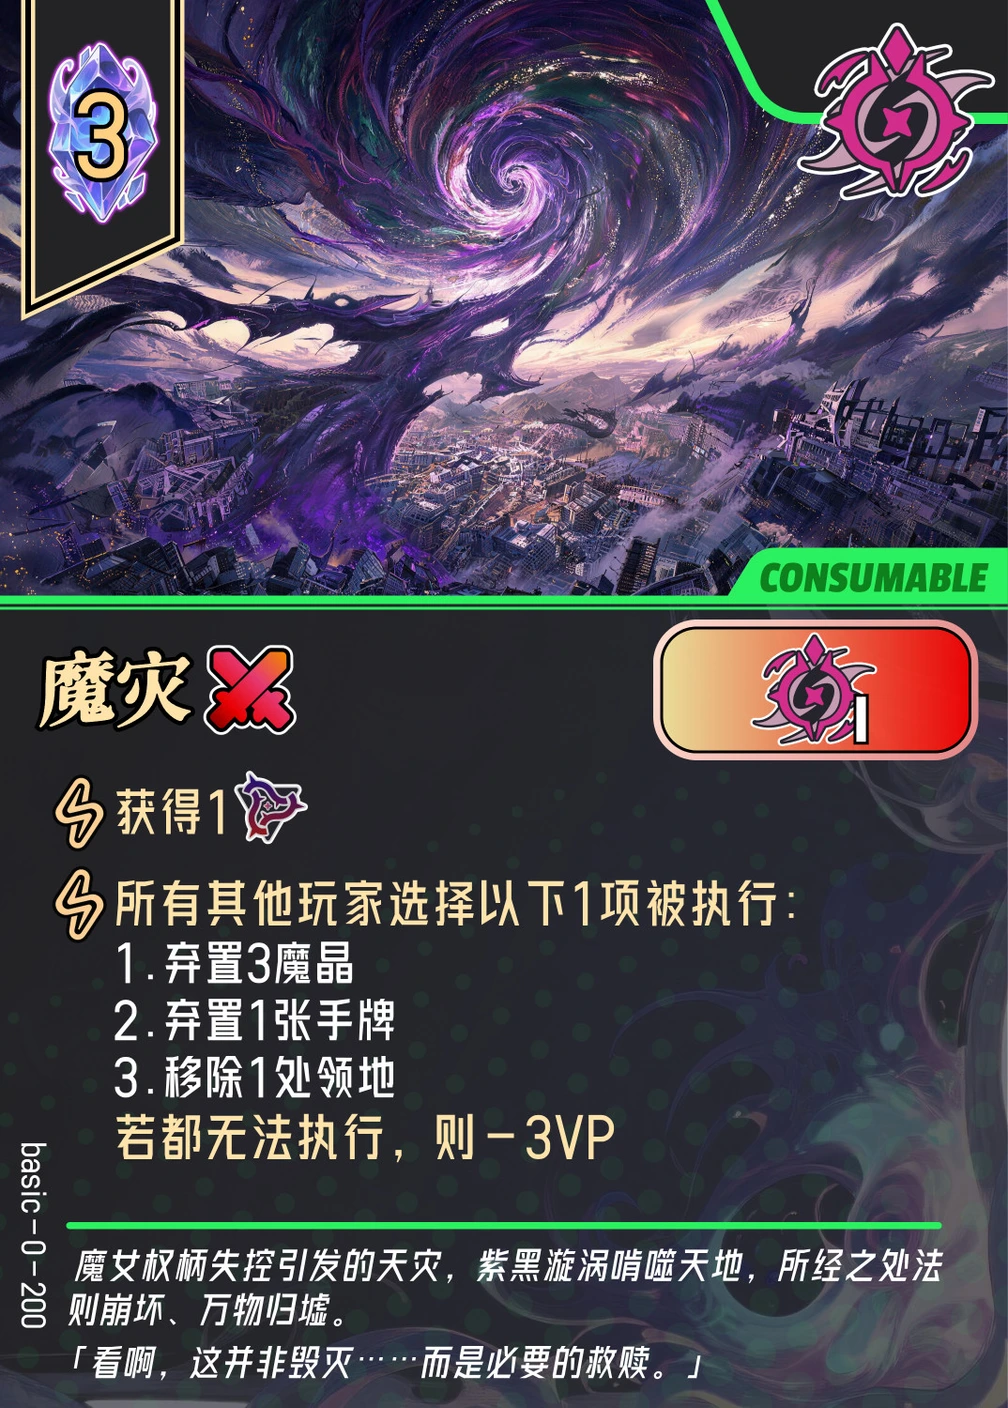 3
CONSUMABLE
魔灾
1
获得1
所有其他玩家选择以下1项被执行:
1.弃置3魔晶
2.弃置1张手牌
3.移除1处领地
若都无法执行，则-3VP
魔女权柄失控引发的天灾，紫黑漩涡啃噬天地，所经之处法
则崩坏、万物归墟。
「看啊，这并非毁灭……而是必要的救赎。」
basic-0-200